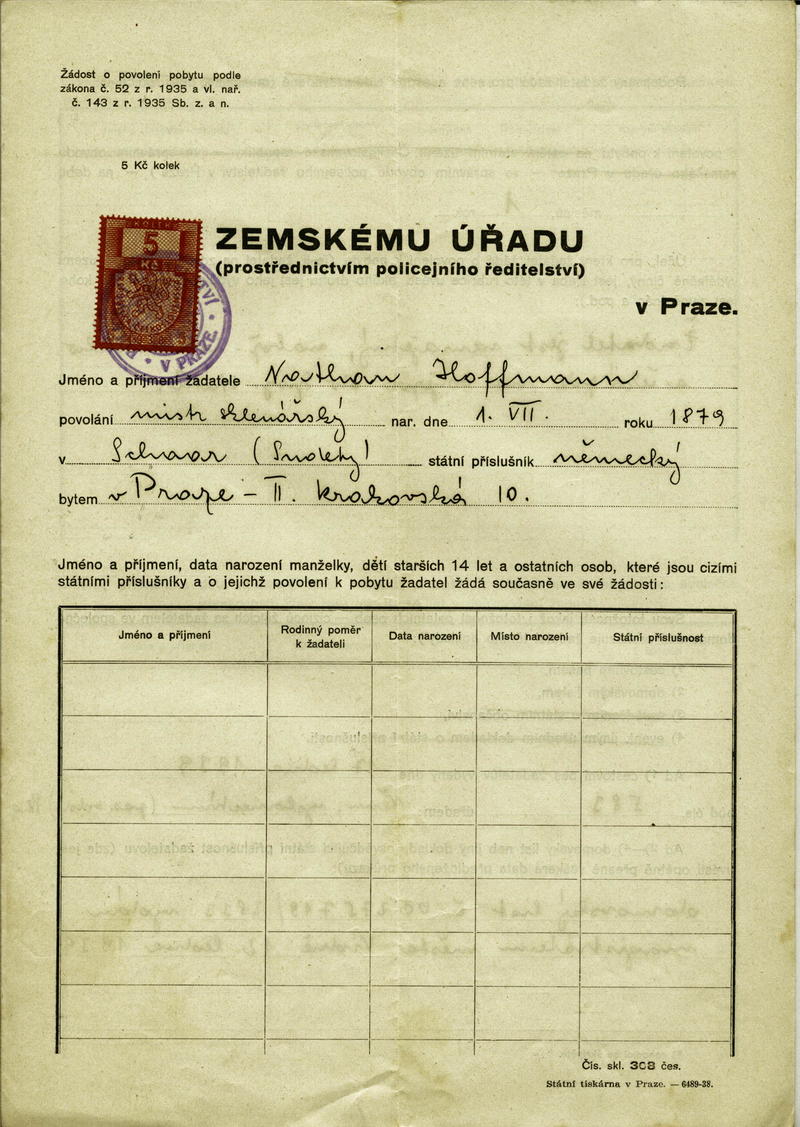 Žádost o povolení pobytu podle
zákona č. 52 z r. 1935 a vl. nař.
č. 143 z r. 1935 Sb. z. a n.
5 Kč kolek
5
Kč
V PRAZE
ZEMSKÉMU ÚŘADU
(prostřednictvím policejního ředitelství)
v Praze.
Jméno a příjmení žadatele Hoffmann
povolání mistr nar. dne 1. VII. roku 1879
v státní příslušník německý
bytem v Praze - II. Krakovská 10.
Jméno a příjmení, data narození manželky, dětí starších 14 let a ostatních osob, které jsou cizími
státními příslušníky a o jejichž povolení k pobytu žadatel žádá současně ve své žádosti:
Jméno a příjmení
Rodinný poměr
k žadateli
Data narození
Místo narození
Státní příslušnost
Čís. skl. 308 čes.
Státní tiskárna v Praze. — 6489-38.